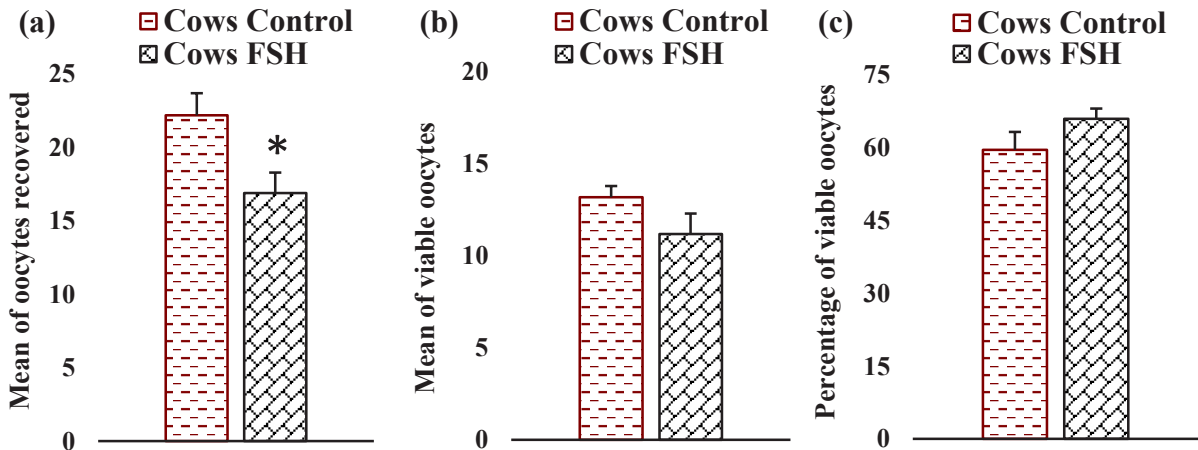 (a)
Cows Control
Cows FSH
Mean of oocytes recovered
25
20
15
10
5
0
*
(b)
Cows Control
Cows FSH
Mean of viable oocytes
20
15
10
5
0
(c)
Cows Control
Cows FSH
Percentage of viable oocytes
75
60
45
30
15
0